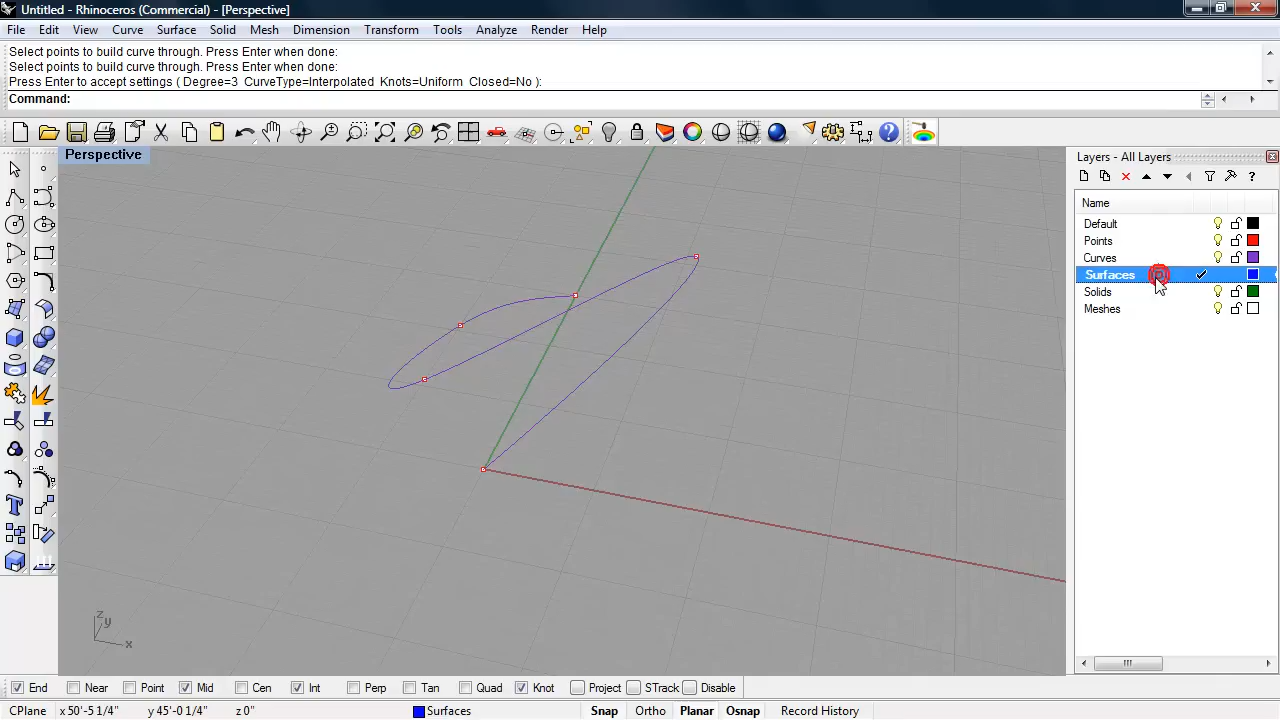 Untitled - Rhinoceros (Commercial) - [Perspective]
File Edit View Curve Surface Solid Mesh Dimension Transform Tools Analyze Render Help
Select points to build curve through. Press Enter when done:
Select points to build curve through. Press Enter when done:
Press Enter to accept settings ( Degree=3 CurveType=Interpolated Knots=Uniform Closed=No ):
Command:
Perspective
Layers - All Layers
Name
Default
Points
Curves
Surfaces
Solids
Meshes
z
y
x
End Near Point Mid Cen Int Perp Tan Quad Knot Project STrack Disable
CPlane x 50'-5 1/4" y 45'-0 1/4" z 0" Surfaces Snap Ortho Planar Osnap Record History